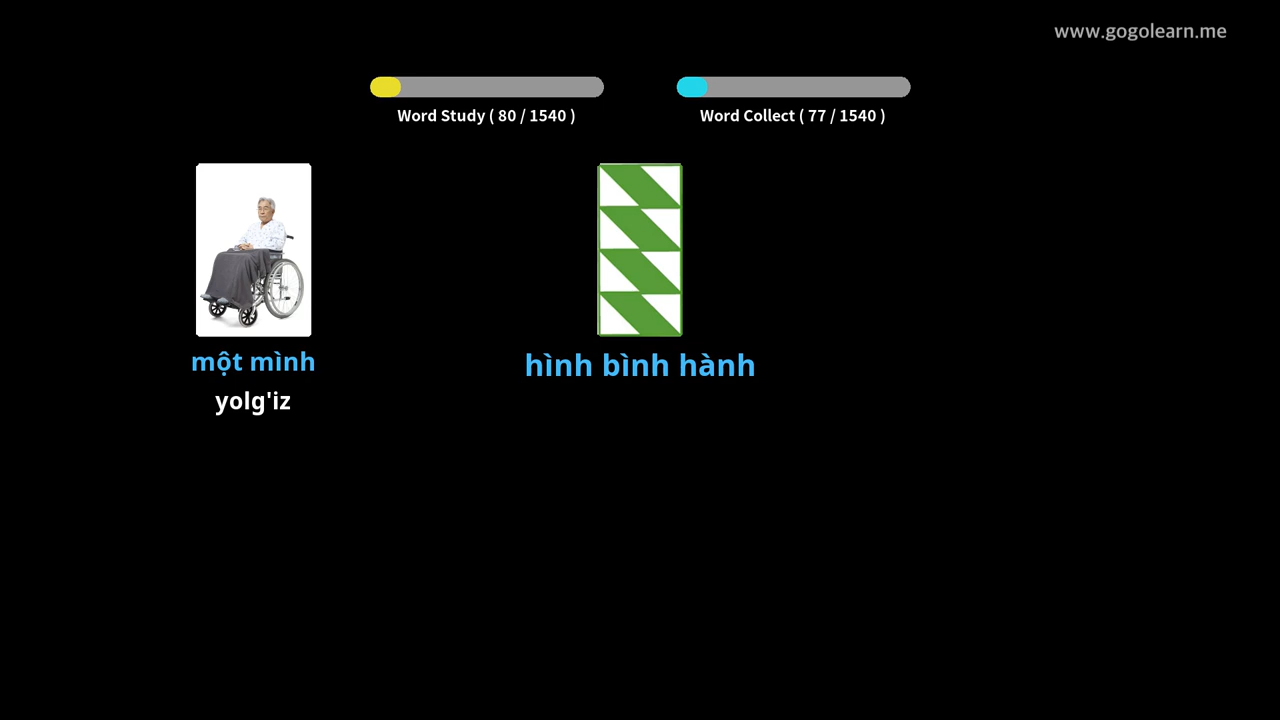 www.gogolearn.me
Word Study ( 80 / 1540 )
Word Collect ( 77 / 1540 )
một mình
yolg'iz
hình bình hành